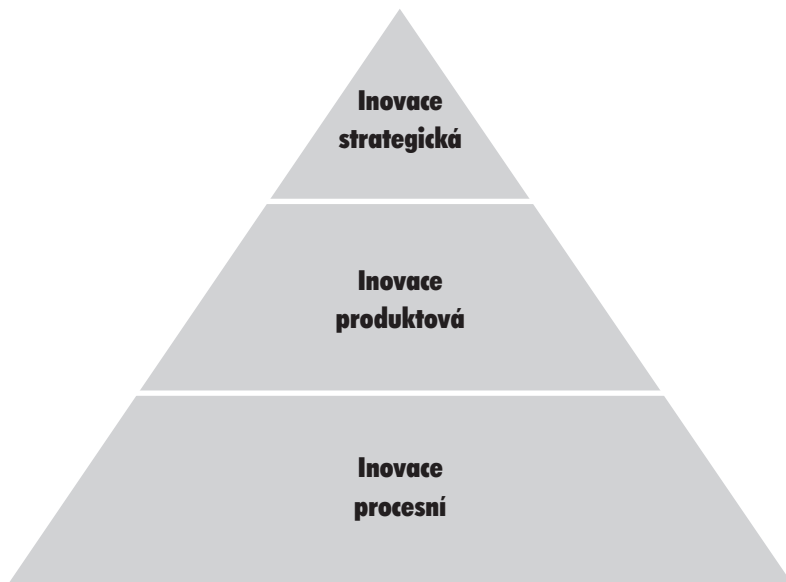 Inovace
strategická
Inovace
produktová
Inovace
procesní